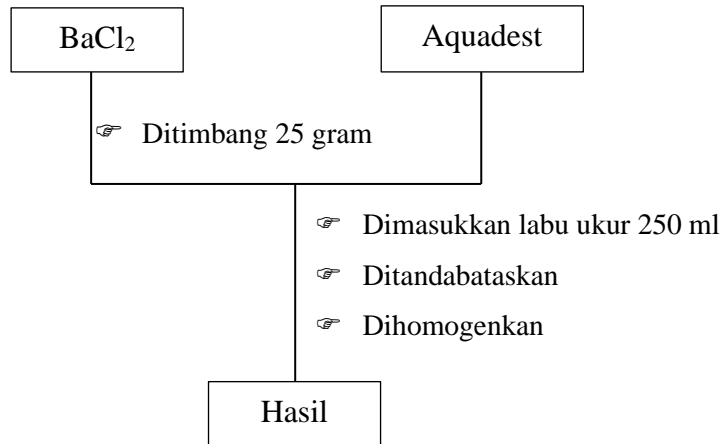 BaCl₂
Aquadest
☞ Ditimbang 25 gram
☞ Dimasukkan labu ukur 250 ml
☞ Ditandabataskan
☞ Dihomogenkan
Hasil